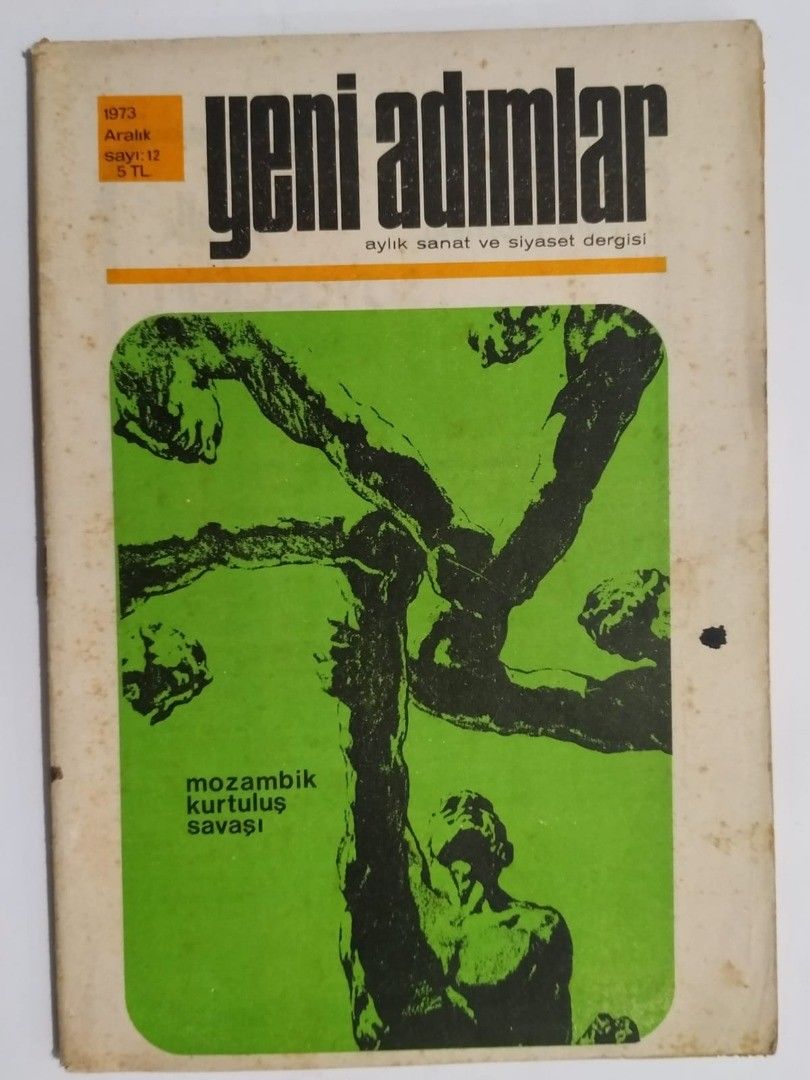 1973
Aralık
sayı: 12
5 TL.
yeni adımlar
aylık sanat ve siyaset dergisi
mozambik
kurtuluş
savaşı